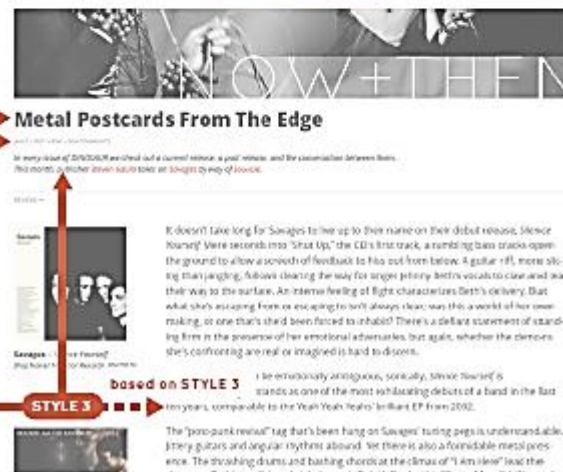 NOW+THEN
Metal Postcards From The Edge
In every issue of DINOSAUR we check out a current release, a past release, and the conversation between them.
This month, publisher takes on Savages by way of
It doesn't take long for Savages to live up to their name on their debut release, Silence
Yourself. Mere seconds into "Shut Up," the CD's first track, a rumbling bass cracks open
the ground to allow a screech of feedback to hiss out from below. A guitar riff, more slic-
ing than jangling, follows clearing the way for singer Jehnny Beth's vocals to claw and tea
their way to the surface. An intense feeling of flight characterizes Beth's delivery. But
what she's escaping from or escaping to isn't always clear; was this a world of her own
making, or one that she'd been forced to inhabit? There's a defiant statement of stand-
ing firm in the presence of her emotional adversaries, but again, whether the demons
she's confronting are real or imagined is hard to discern.
Savages
Savages – Silence Yourself
based on STYLE 3
be emotionally ambiguous, sonically, Silence Yourself is
stands as one of the most exhilarating debuts of a band in the last
STYLE 3
ten years, comparable to the Yeah Yeah Yeahs' brilliant EP from 2002.
The "post-punk revival" tag that's been hung on Savages' tuning pegs is understandable.
Jittery guitars and angular rhythms abound. Yet there is also a formidable metal pres-
ence. The thrashing drums and bashing chords at the climax of "I Am Here" lead the